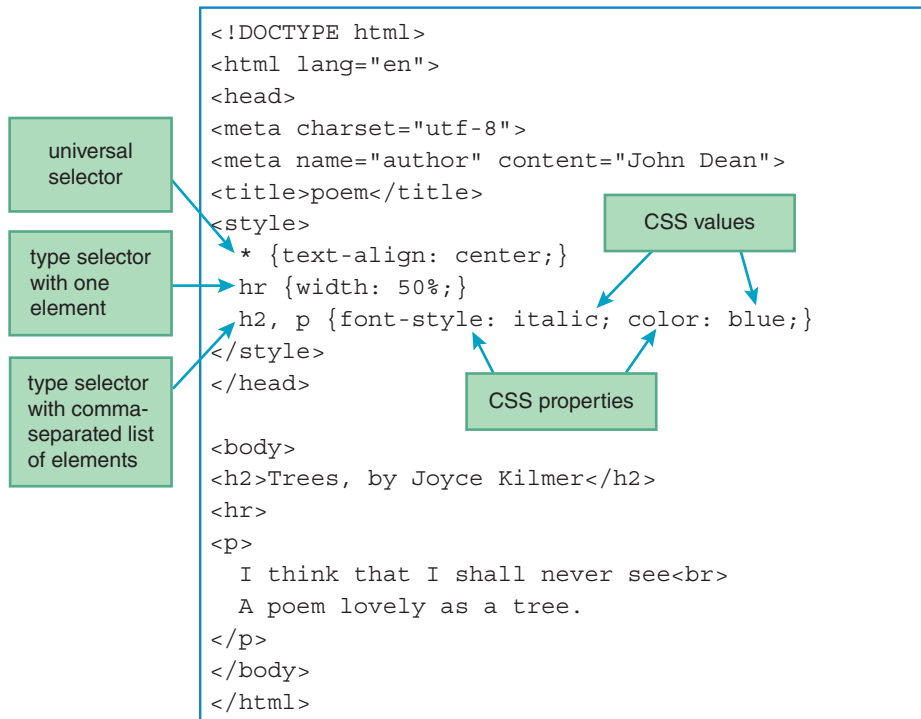 <!DOCTYPE html>
<html lang="en">
<head>
<meta charset="utf-8">
<meta name="author" content="John Dean">
<title>poem</title>
<style>
* {text-align: center;}
hr {width: 50%;}
h2, p {font-style: italic; color: blue;}
</style>
</head>
<body>
<h2>Trees, by Joyce Kilmer</h2>
<hr>
<p>
I think that I shall never see<br>
A poem lovely as a tree.
</p>
</body>
</html>
universal
selector
type selector
with one
element
type selector
with comma-
separated list
of elements
CSS values
CSS properties